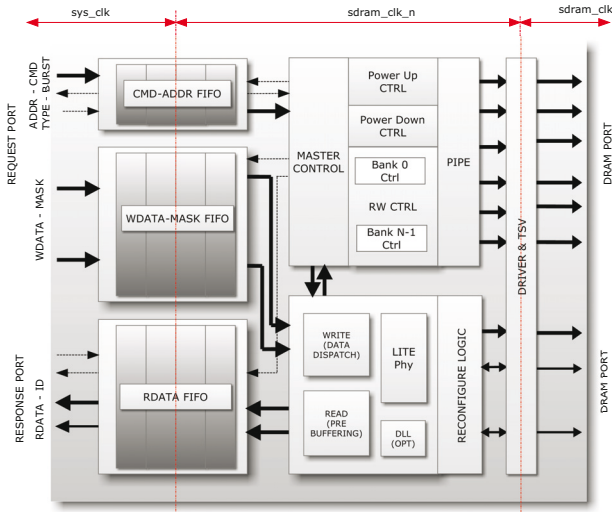 sys_clk
sdram_clk_n
sdram_clk
REQUEST PORT
ADDR - CMD
TYPE - BURST
CMD-ADDR FIFO
WDATA - MASK
WDATA-MASK FIFO
RESPONSE PORT
RDATA - ID
RDATA FIFO
MASTER
CONTROL
Power Up
CTRL
Power Down
CTRL
Bank 0
Ctrl
RW CTRL
Bank N-1
Ctrl
PIPE
WRITE
(DATA
DISPATCH)
READ
(PRE
BUFFERING)
LITE
Phy
DLL
(OPT)
RECONFIGURE LOGIC
DRIVER & TSV
DRAM PORT
DRAM PORT